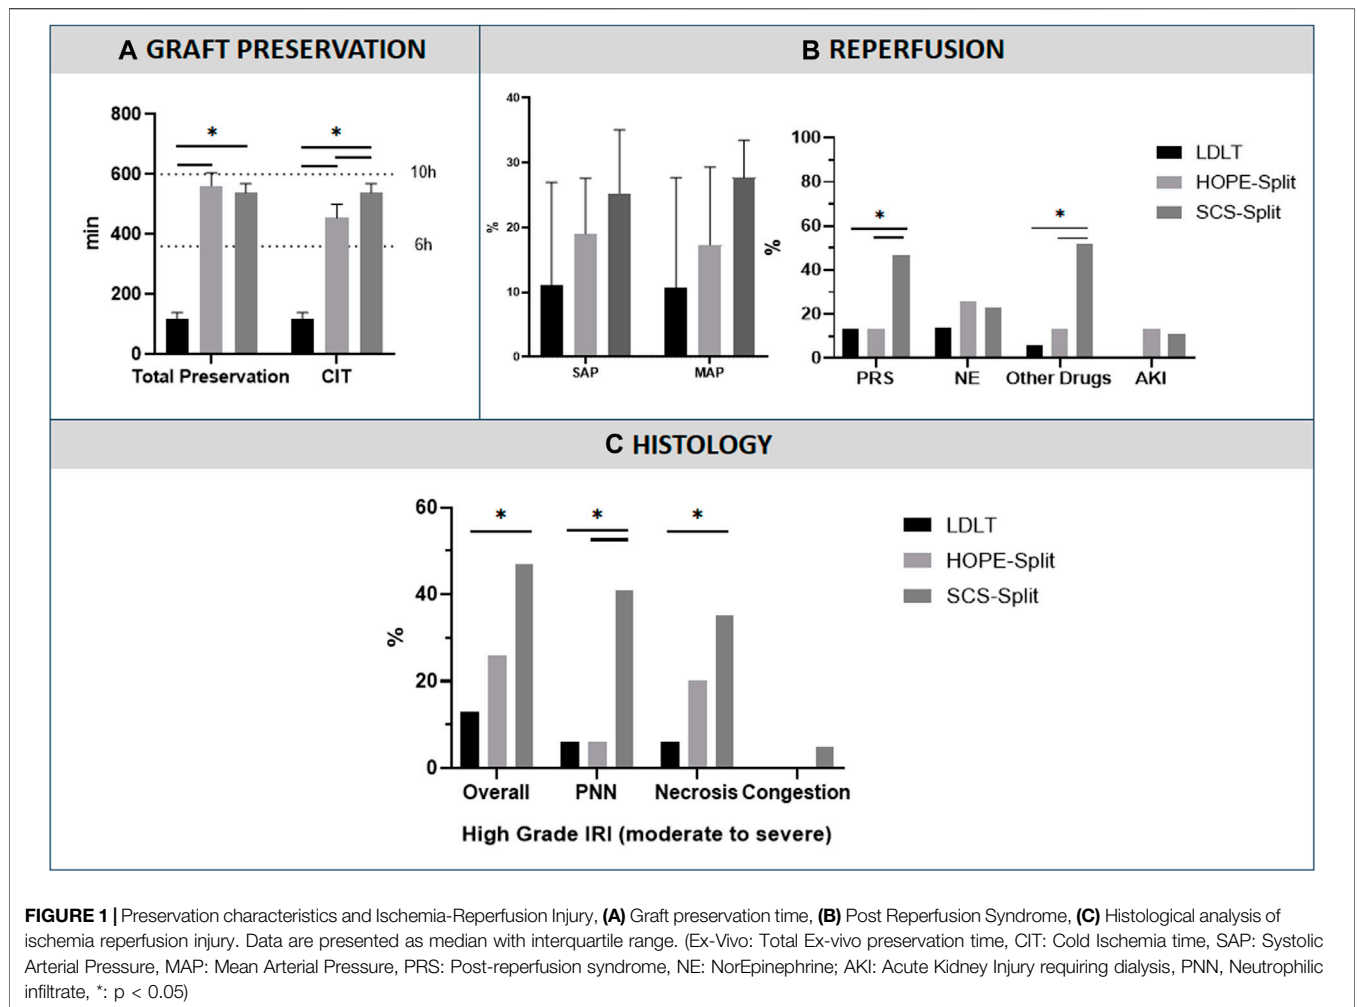 A GRAFT PRESERVATION
B REPERFUSION
800
600
400
200
0
min
*
*
10h
6h
Total Preservation
CIT
40
30
20
10
0
%
SAP
MAP
100
80
60
40
20
0
%
*
*
PRS
NE
Other Drugs
AKI
LDLT
HOPE-Split
SCS-Split
C HISTOLOGY
60
40
20
0
%
*
*
*
Overall
PNN
Necrosis
Congestion
High Grade IRI (moderate to severe)
LDLT
HOPE-Split
SCS-Split
FIGURE 1 | Preservation characteristics and Ischemia-Reperfusion Injury, (A) Graft preservation time, (B) Post Reperfusion Syndrome, (C) Histological analysis of
ischemia reperfusion injury. Data are presented as median with interquartile range. (Ex-Vivo: Total Ex-vivo preservation time, CIT: Cold Ischemia time, SAP: Systolic
Arterial Pressure, MAP: Mean Arterial Pressure, PRS: Post-reperfusion syndrome, NE: NorEpinephrine; AKI: Acute Kidney Injury requiring dialysis, PNN, Neutrophilic
infiltrate, *: p < 0.05)